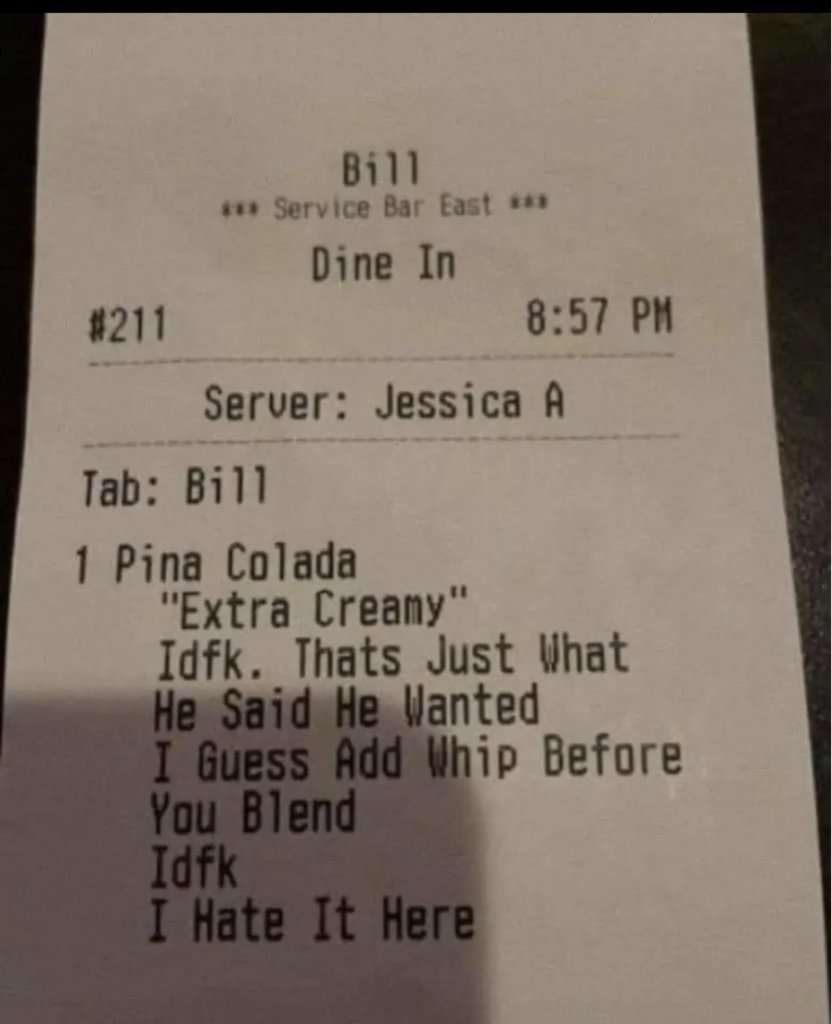 Bill
*** Service Bar East ***
Dine In
#211 8:57 PM
Server: Jessica A
Tab: Bill
1 Pina Colada
"Extra Creamy"
Idfk. Thats Just What
He Said He Wanted
I Guess Add Whip Before
You Blend
Idfk
I Hate It Here